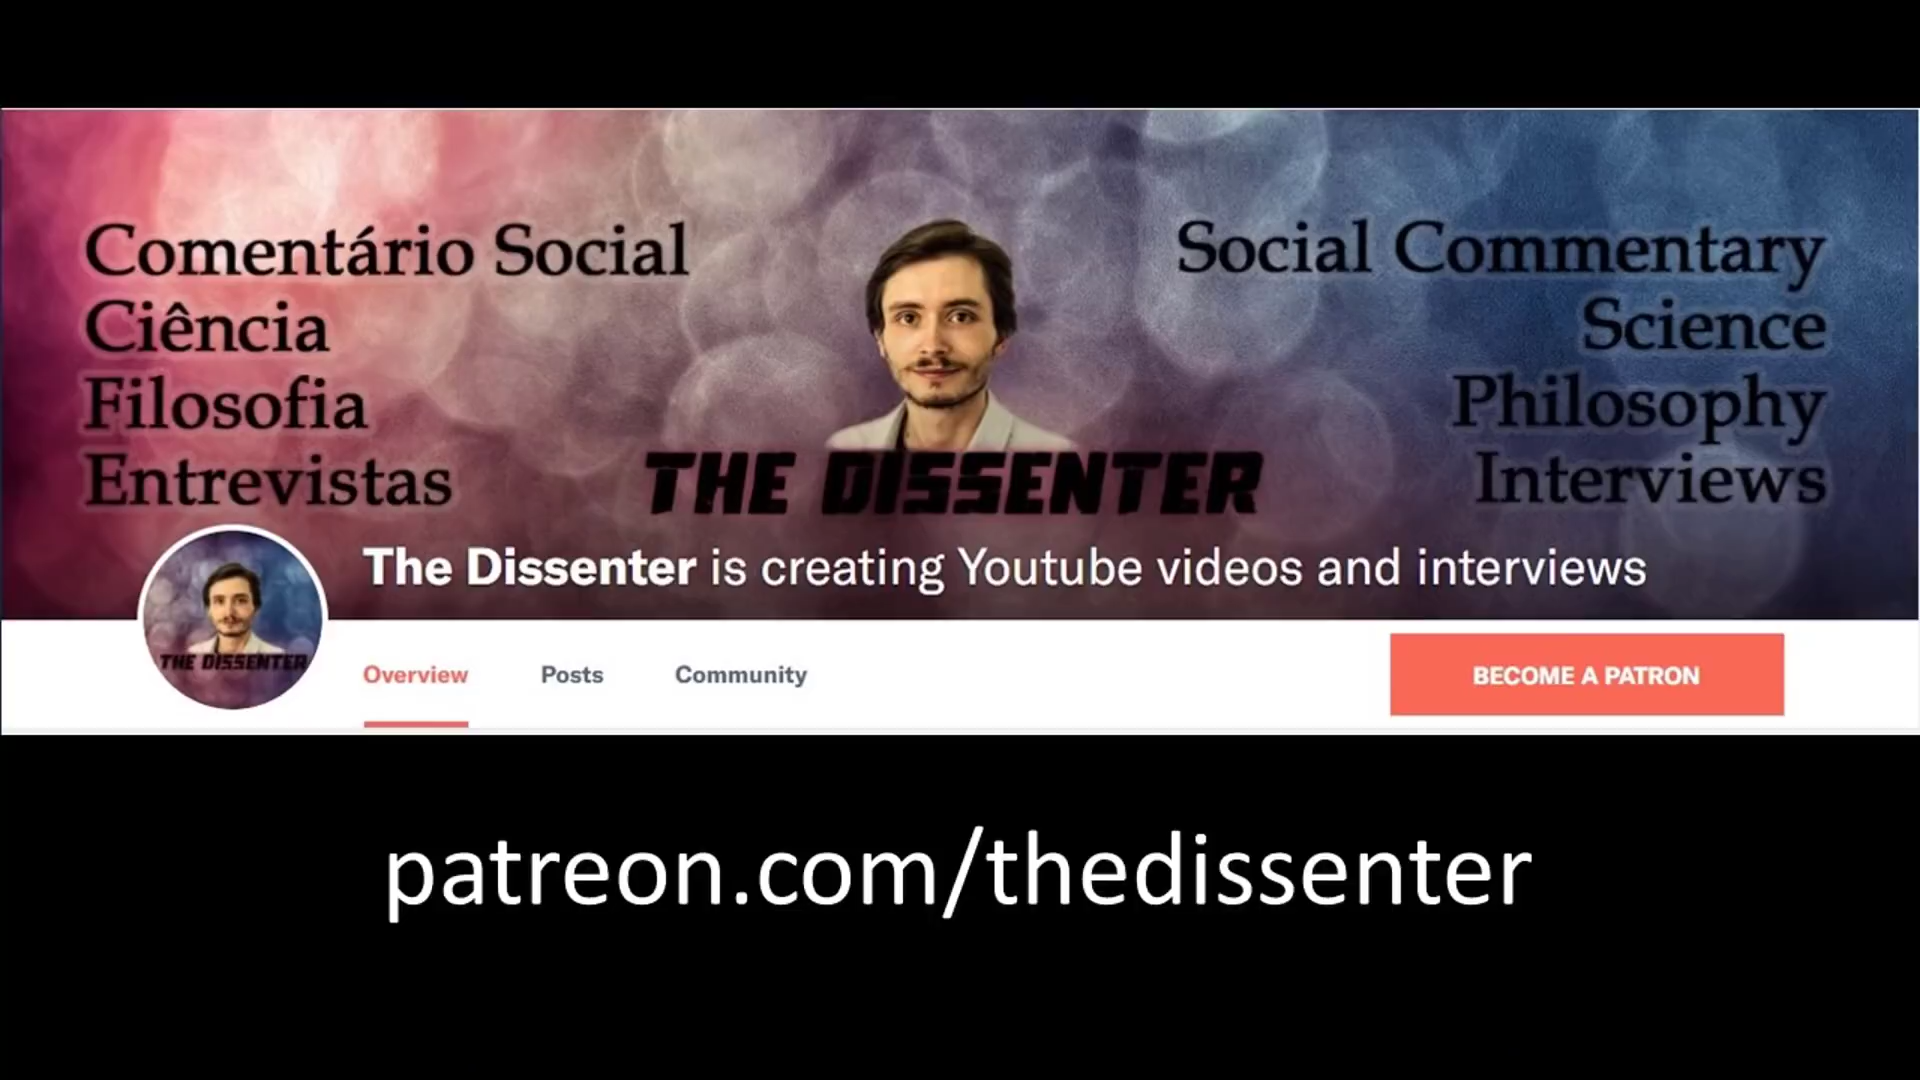 Comentário Social
Ciência
Filosofia
Entrevistas
Social Commentary
Science
Philosophy
Interviews
THE DISSENTER
The Dissenter is creating Youtube videos and interviews
THE DISSENTER
Overview
Posts
Community
BECOME A PATRON
patreon.com/thedissenter